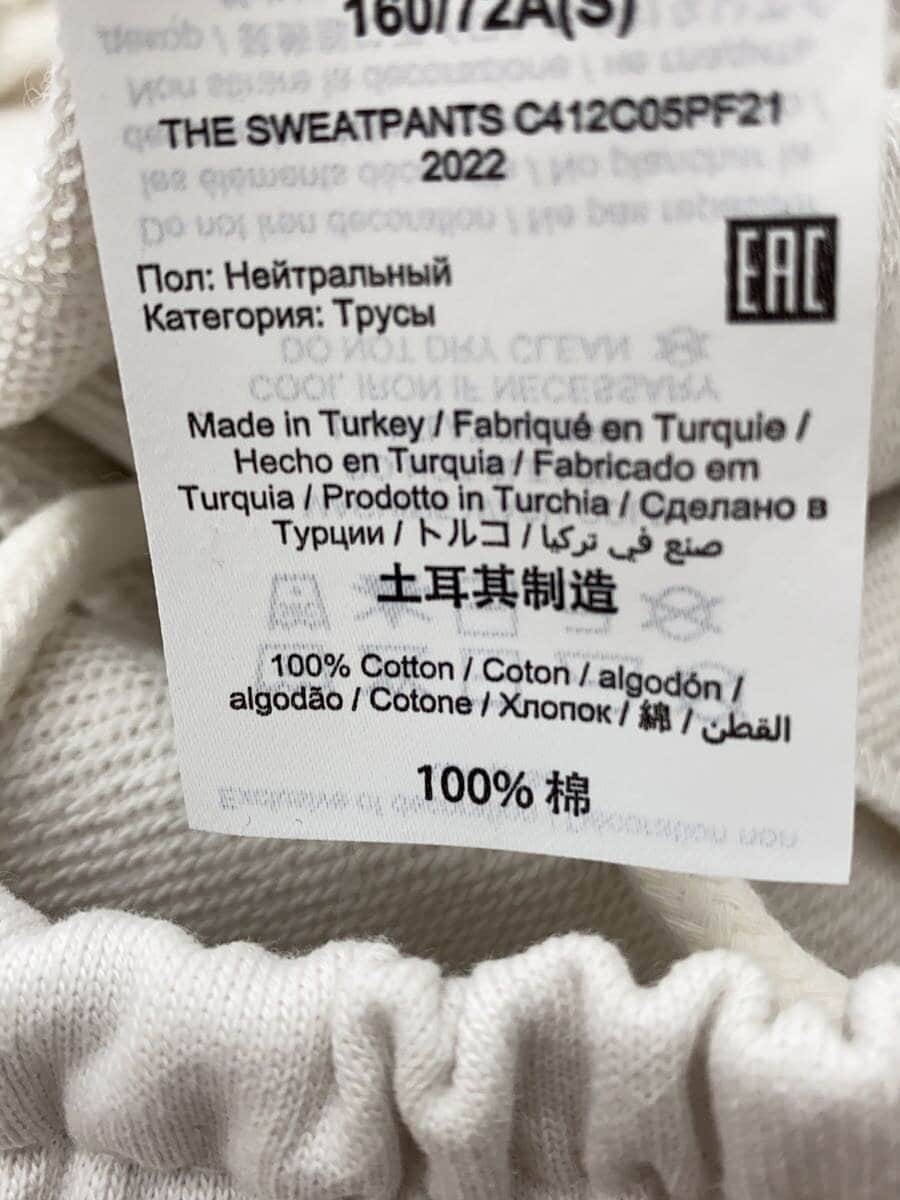 160/72A(S)
THE SWEATPANTS C412C05PF21
2022
Пол: Нейтральный
EAC
Категория: Трусы
Made in Turkey / Fabriqué en Turquie /
Hecho en Turquia / Fabricado em
Turquia / Prodotto in Turchia / Сделано в
Турции / トルコ / صنع في تركيا
土耳其制造
100% Cotton / Coton / algodón /
algodão / Cotone / Хлопок / 綿 / القطن
100% 棉